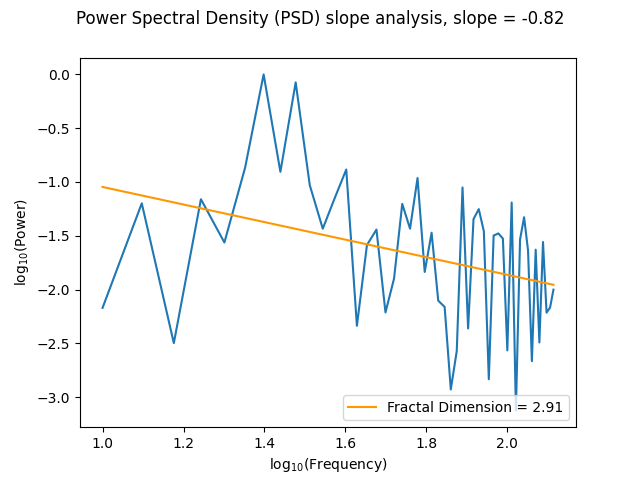 Power Spectral Density (PSD) slope analysis, slope = -0.82
0.0
−0.5
−1.0
−1.5
−2.0
−2.5
−3.0
log₁₀(Power)
Fractal Dimension = 2.91
1.0 1.2 1.4 1.6 1.8 2.0
log₁₀(Frequency)